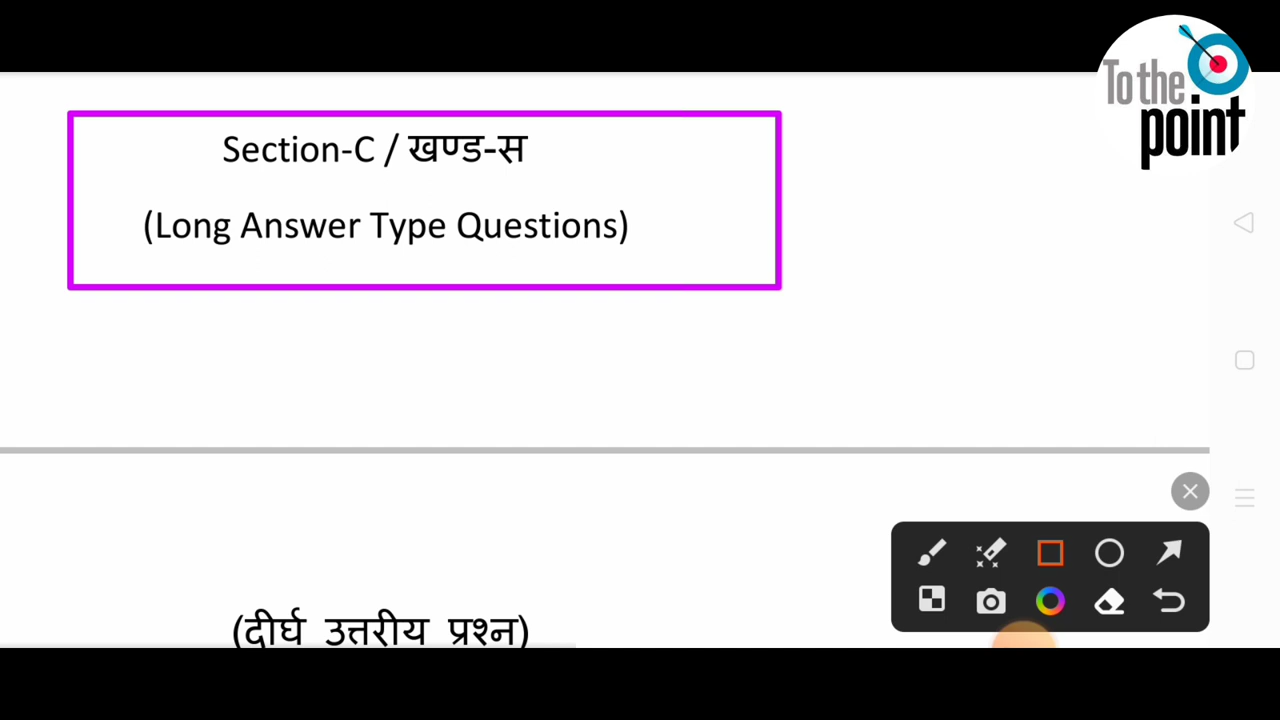 To the
point
Section-C / खण्ड-स
(Long Answer Type Questions)
(दीर्घ उत्तरीय प्रश्न)